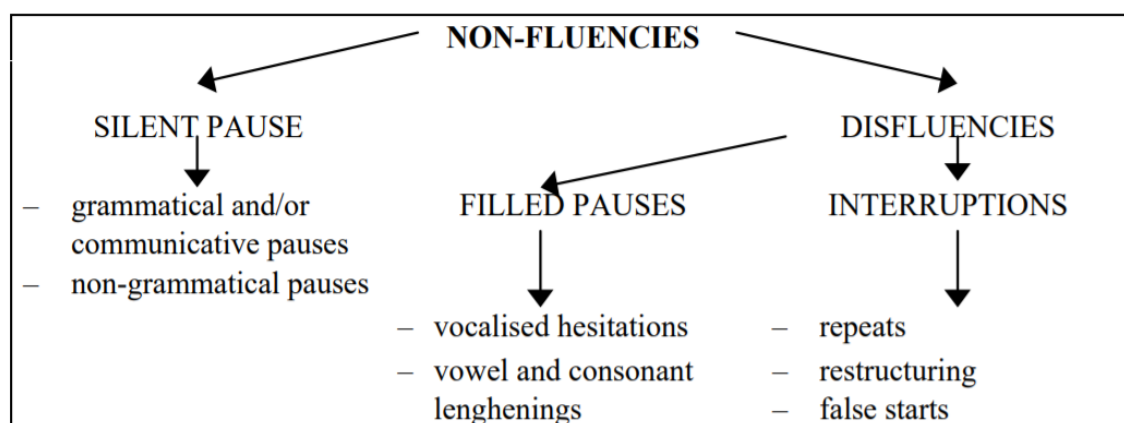 NON-FLUENCIES
SILENT PAUSE
DISFLUENCIES
– grammatical and/or
communicative pauses
– non-grammatical pauses
FILLED PAUSES
INTERRUPTIONS
– vocalised hesitations
– vowel and consonant
lenghenings
– repeats
– restructuring
– false starts